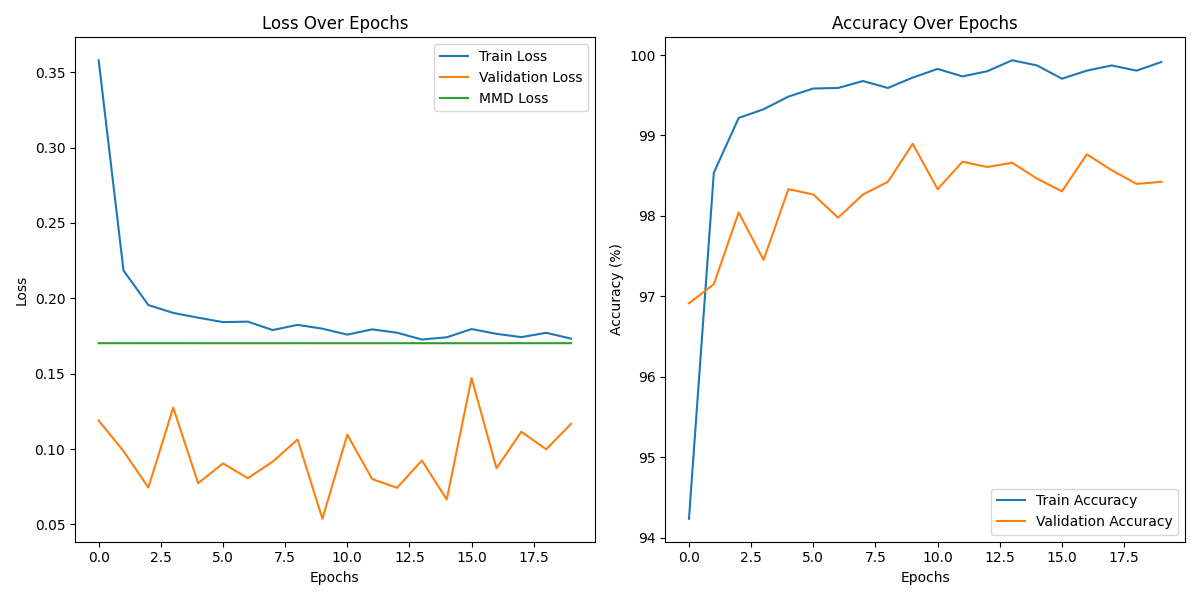 Loss Over Epochs
Train Loss
Validation Loss
MMD Loss
Loss
0.35
0.30
0.25
0.20
0.15
0.10
0.05
0.0 2.5 5.0 7.5 10.0 12.5 15.0 17.5
Epochs
Accuracy Over Epochs
Accuracy (%)
100
99
98
97
96
95
94
Train Accuracy
Validation Accuracy
0.0 2.5 5.0 7.5 10.0 12.5 15.0 17.5
Epochs